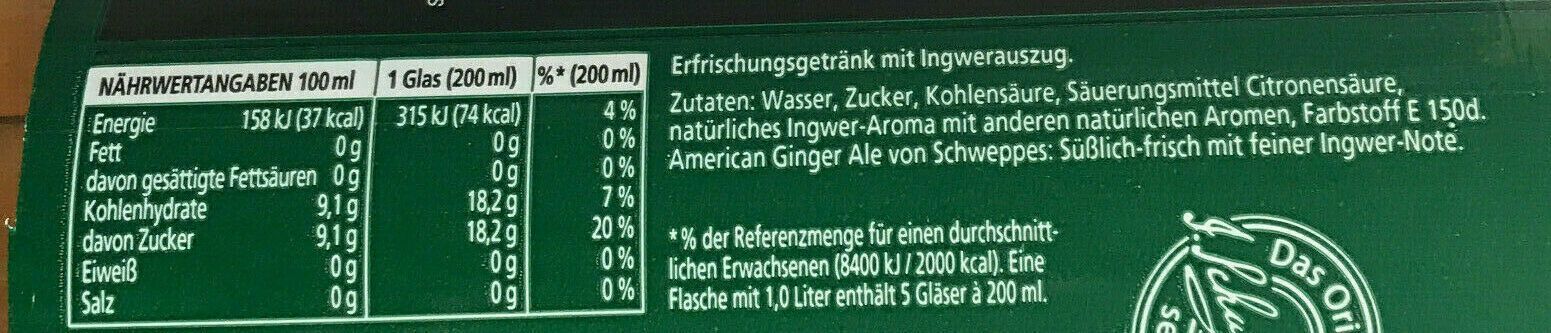 NÄHRWERTANGABEN 100 ml 1 Glas (200 ml) %* (200 ml)
Energie 158 kJ (37 kcal) 315 kJ (74 kcal) 4 %
Fett 0 g 0 g 0 %
davon gesättigte Fettsäuren 0 g 0 g 0 %
Kohlenhydrate 9,1 g 18,2 g 7 %
davon Zucker 9,1 g 18,2 g 20 %
Eiweiß 0 g 0 g 0 %
Salz 0 g 0 g 0 %
Erfrischungsgetränk mit Ingwerauszug.
Zutaten: Wasser, Zucker, Kohlensäure, Säuerungsmittel Citronensäure,
natürliches Ingwer-Aroma mit anderen natürlichen Aromen, Farbstoff E 150d.
American Ginger Ale von Schweppes: Süßlich-frisch mit feiner Ingwer-Note.
*% der Referenzmenge für einen durchschnitt-
lichen Erwachsenen (8400 kJ / 2000 kcal). Eine
Flasche mit 1,0 Liter enthält 5 Gläser à 200 ml.
Das